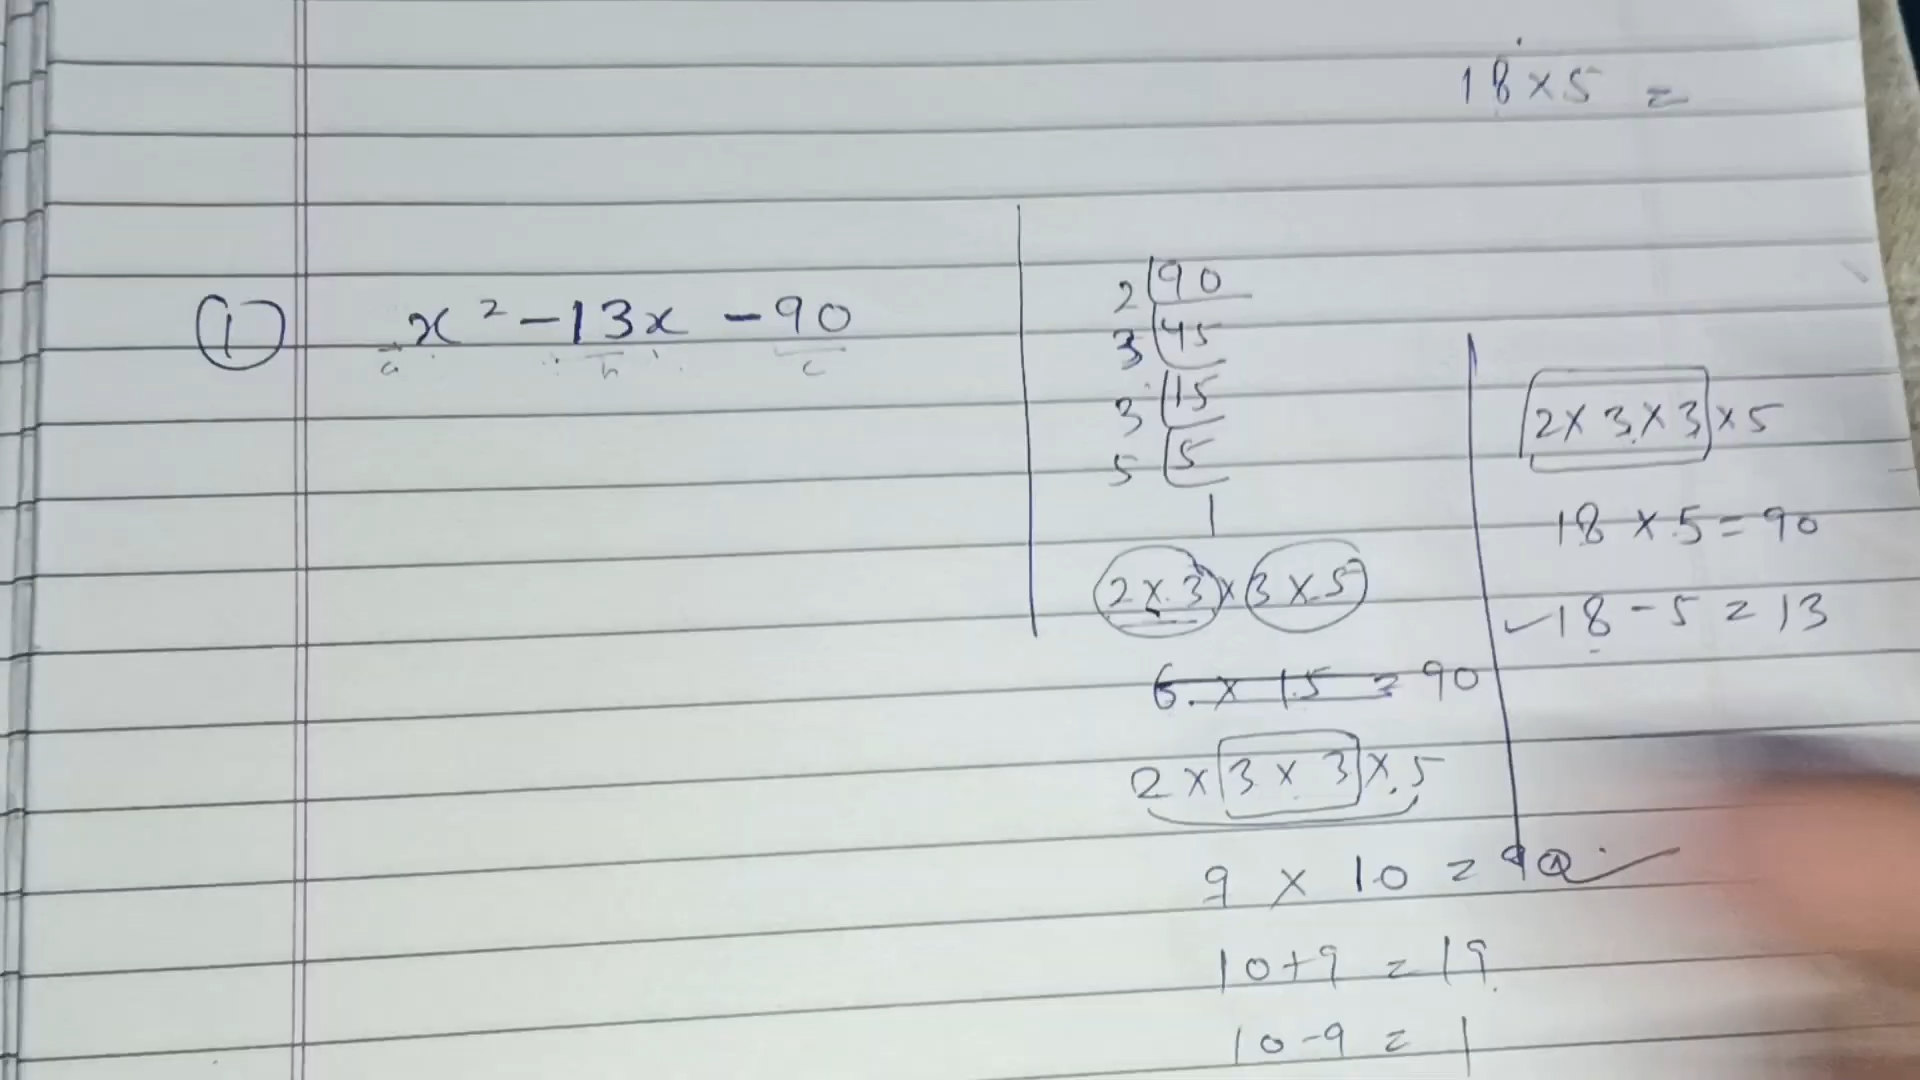 18 × 5 =
① x² - 13x - 90
a b c
2 | 90
3 | 45
3 | 15
5 | 5
1
2 × 3 × 3 × 5
6 × 15 = 90
2 × 3 × 3 × 5
9 × 10 = 90
10 + 9 = 19
10 - 9 = 1
2 × 3 × 3 × 5
18 × 5 = 90
✓ 18 - 5 = 13